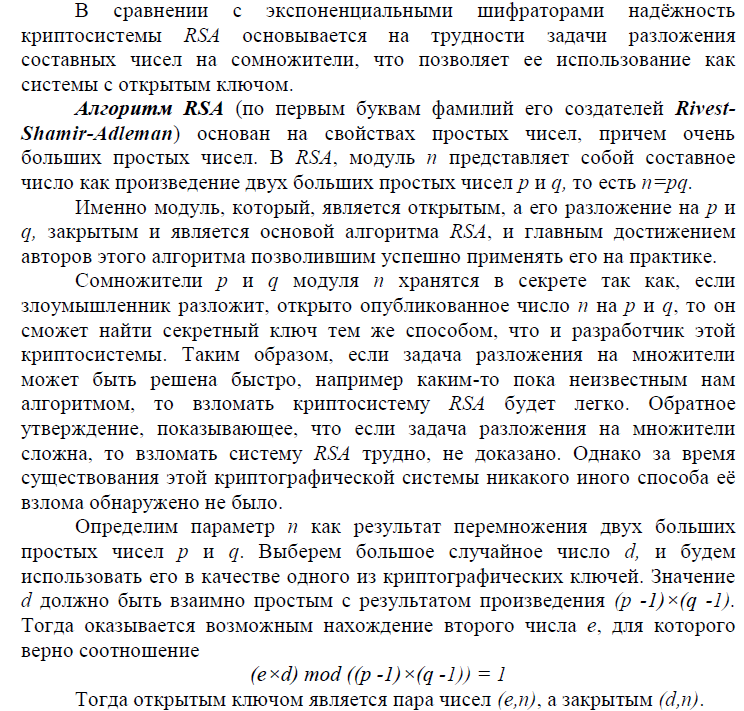 В сравнении с экспоненциальными шифраторами надёжность
криптосистемы RSA основывается на трудности задачи разложения
составных чисел на сомножители, что позволяет ее использование как
системы с открытым ключом.
Алгоритм RSA (по первым буквам фамилий его создателей Rivest-
Shamir-Adleman) основан на свойствах простых чисел, причем очень
больших простых чисел. В RSA, модуль n представляет собой составное
число как произведение двух больших простых чисел p и q, то есть n=pq.
Именно модуль, который, является открытым, а его разложение на p и
q, закрытым и является основой алгоритма RSA, и главным достижением
авторов этого алгоритма позволившим успешно применять его на практике.
Сомножители p и q модуля n хранятся в секрете так как, если
злоумышленник разложит, открыто опубликованное число n на p и q, то он
сможет найти секретный ключ тем же способом, что и разработчик этой
криптосистемы. Таким образом, если задача разложения на множители
может быть решена быстро, например каким-то пока неизвестным нам
алгоритмом, то взломать криптосистему RSA будет легко. Обратное
утверждение, показывающее, что если задача разложения на множители
сложна, то взломать систему RSA трудно, не доказано. Однако за время
существования этой криптографической системы никакого иного способа её
взлома обнаружено не было.
Определим параметр n как результат перемножения двух больших
простых чисел p и q. Выберем большое случайное число d, и будем
использовать его в качестве одного из криптографических ключей. Значение
d должно быть взаимно простым с результатом произведения (p -1)×(q -1).
Тогда оказывается возможным нахождение второго числа e, для которого
верно соотношение
(e×d) mod ((p -1)×(q -1)) = 1
Тогда открытым ключом является пара чисел (e,n), а закрытым (d,n).